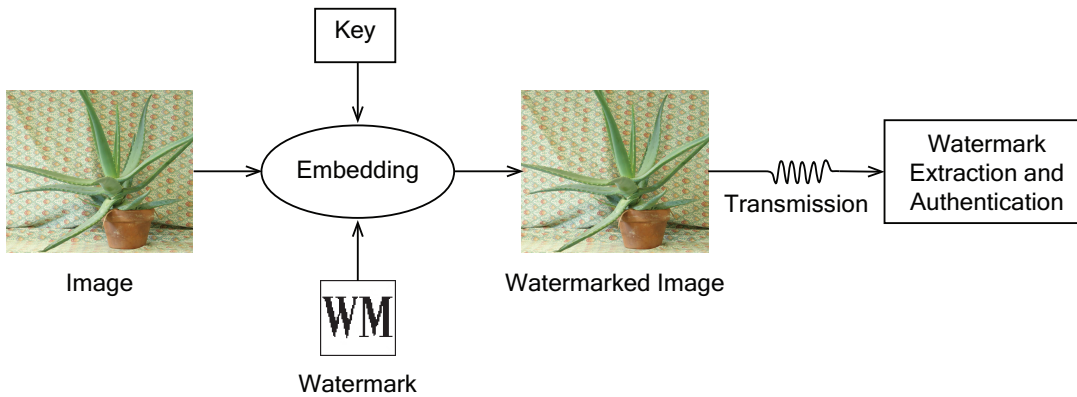 Key
Embedding
Image
WM
Watermark
Watermarked Image
Transmission
Watermark
Extraction and
Authentication